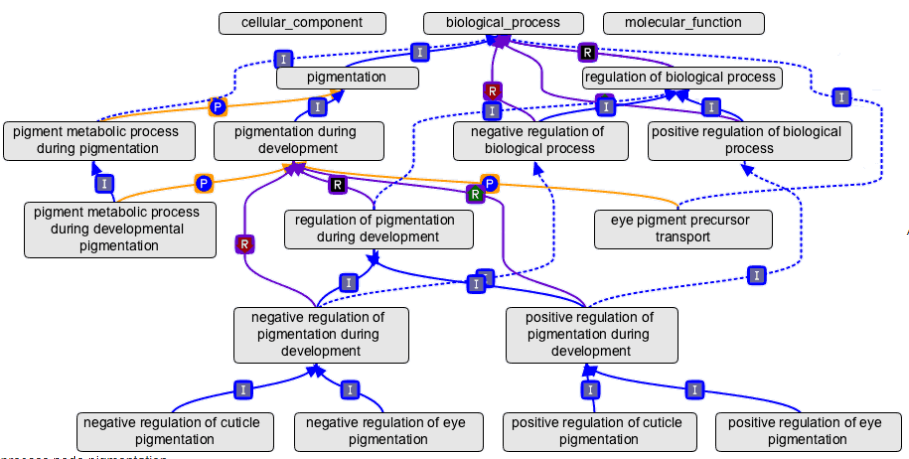 cellular_component
biological_process
molecular_function
I
I
R
pigmentation
regulation of biological process
R
I
P
I
I
I
I
pigment metabolic process
during pigmentation
pigmentation during
development
negative regulation of
biological process
positive regulation of biological
process
I
P
R
R
P
pigment metabolic process
during developmental
pigmentation
regulation of pigmentation
during development
eye pigment precursor
transport
R
I
I
I
negative regulation of
pigmentation during
development
positive regulation of
pigmentation during
development
I
I
I
I
negative regulation of cuticle
pigmentation
negative regulation of eye
pigmentation
positive regulation of cuticle
pigmentation
positive regulation of eye
pigmentation